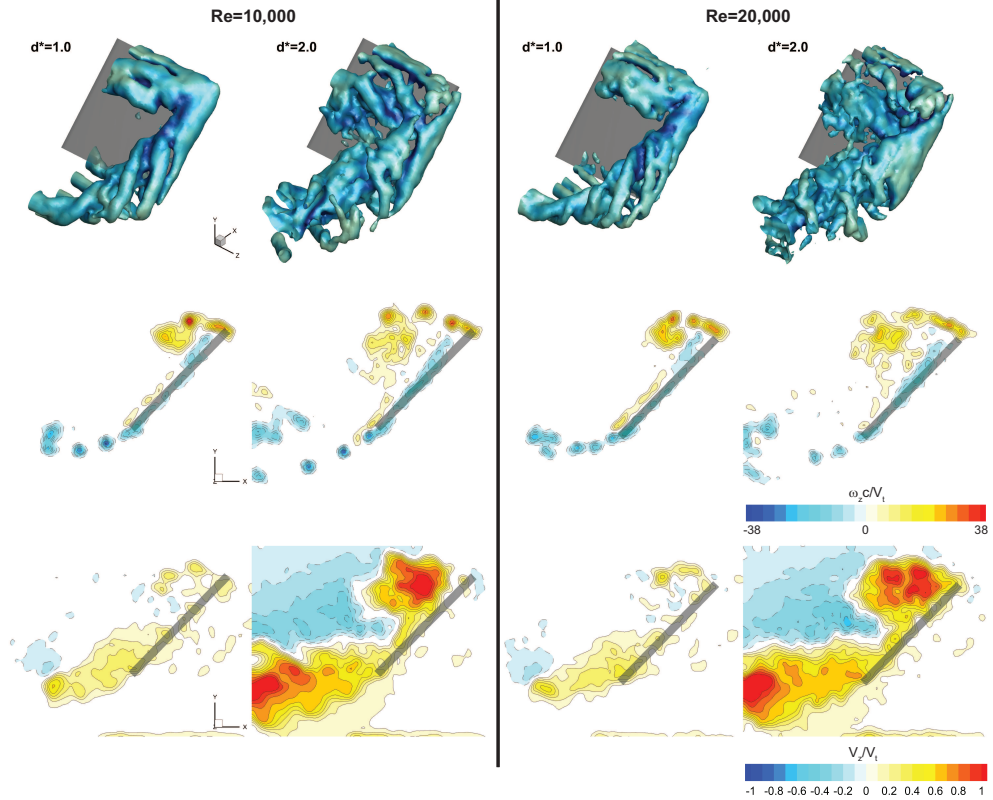 Re=10,000
Re=20,000
d*=1.0
d*=2.0
d*=1.0
d*=2.0
Y
X
Z
Y
Z
X
ω_z c/V_t
-38
0
38
Y
Z
X
V_z/V_t
-1 -0.8 -0.6 -0.4 -0.2 0 0.2 0.4 0.6 0.8 1